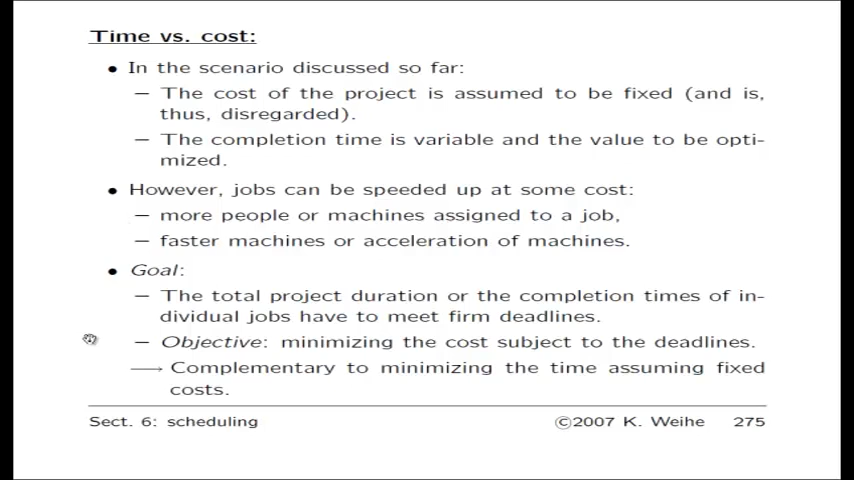 Time vs. cost:
• In the scenario discussed so far:
– The cost of the project is assumed to be fixed (and is,
thus, disregarded).
– The completion time is variable and the value to be opti-
mized.
• However, jobs can be speeded up at some cost:
– more people or machines assigned to a job,
– faster machines or acceleration of machines.
• Goal:
– The total project duration or the completion times of in-
dividual jobs have to meet firm deadlines.
– Objective: minimizing the cost subject to the deadlines.
⟶ Complementary to minimizing the time assuming fixed
costs.
Sect. 6: scheduling ©2007 K. Weihe 275